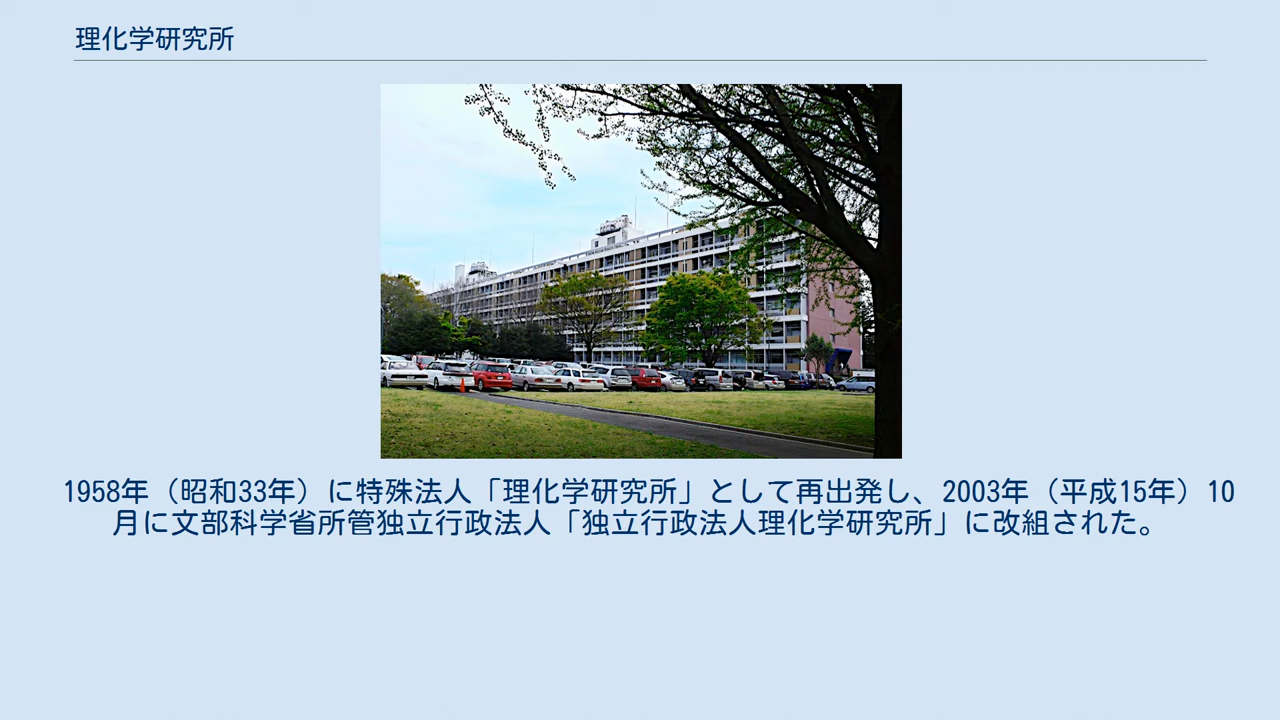 理化学研究所
1958年（昭和33年）に特殊法人「理化学研究所」として再出発し、2003年（平成15年）10
月に文部科学省所管独立行政法人「独立行政法人理化学研究所」に改組された。